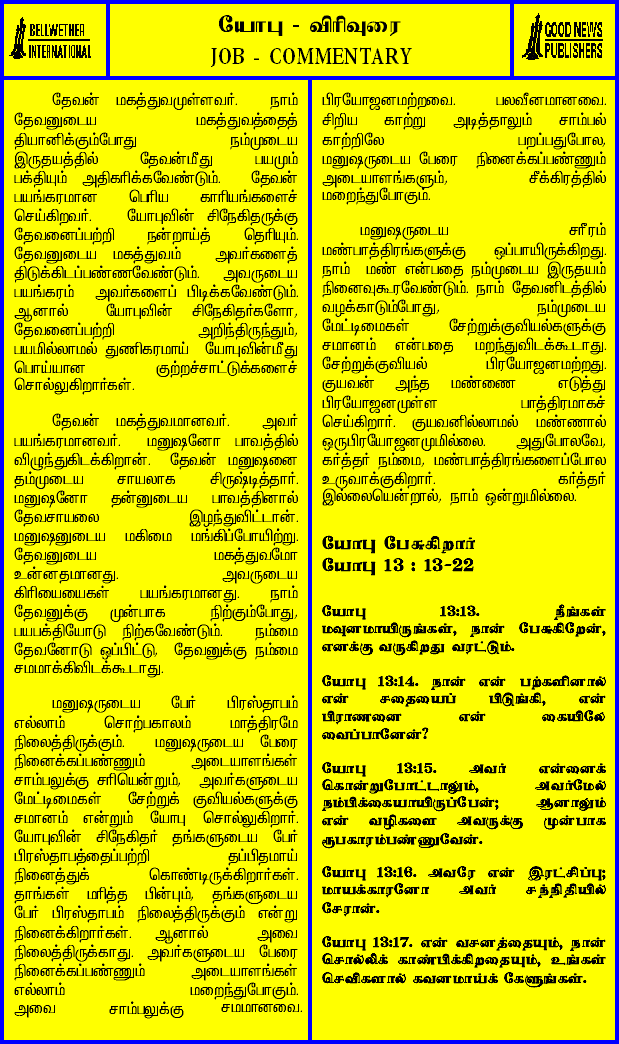 BELLWETHER
INTERNATIONAL
யோபு - விரிவுரை
JOB - COMMENTARY
GOOD NEWS
PUBLISHERS
தேவன் மகத்துவமுள்ளவர். நாம்
தேவனுடைய மகத்துவத்தைத்
தியானிக்கும்போது நம்முடைய
இருதயத்தில் தேவன்மீது பயமும்
பக்தியும் அதிகரிக்கவேண்டும். தேவன்
பயங்கரமான பெரிய காரியங்களைச்
செய்கிறவர். யோபுவின் சிநேகிதருக்கு
தேவனைப்பற்றி நன்றாய்த் தெரியும்.
தேவனுடைய மகத்துவம் அவர்களைத்
திடுக்கிடப்பண்ணவேண்டும். அவருடைய
பயங்கரம் அவர்களைப் பிடிக்கவேண்டும்.
ஆனால் யோபுவின் சிநேகிதர்களோ,
தேவனைப்பற்றி அறிந்திருந்தும்,
பயமில்லாமல் துணிகரமாய் யோபுவின்மீது
பொய்யான குற்றச்சாட்டுக்களைச்
சொல்லுகிறார்கள்.
தேவன் மகத்துவமானவர். அவர்
பயங்கரமானவர். மனுஷனோ பாவத்தில்
விழுந்துகிடக்கிறான். தேவன் மனுஷனை
தம்முடைய சாயலாக சிருஷ்டித்தார்.
மனுஷனோ தன்னுடைய பாவத்தினால்
தேவசாயலை இழந்துவிட்டான்.
மனுஷனுடைய மகிமை மங்கிப்போயிற்று.
தேவனுடைய மகத்துவமோ
உன்னதமானது. அவருடைய
கிரியையைகள் பயங்கரமானது. நாம்
தேவனுக்கு முன்பாக நிற்கும்போது,
பயபக்தியோடு நிற்கவேண்டும். நம்மை
தேவனோடு ஒப்பிட்டு, தேவனுக்கு நம்மை
சமமாக்கிவிடக்கூடாது.
மனுஷருடைய பேர் பிரஸ்தாபம்
எல்லாம் சொற்பகாலம் மாத்திரமே
நிலைத்திருக்கும். மனுஷருடைய பேரை
நினைக்கப்பண்ணும் அடையாளங்கள்
சாம்பலுக்கு சரியென்றும், அவர்களுடைய
மேட்டிமைகள் சேற்றுக் குவியல்களுக்கு
சமானம் என்றும் யோபு சொல்லுகிறார்.
யோபுவின் சிநேகிதர் தங்களுடைய பேர்
பிரஸ்தாபத்தைப்பற்றி தப்பிதமாய்
நினைத்துக் கொண்டிருக்கிறார்கள்.
தாங்கள் மரித்த பின்பும், தங்களுடைய
பேர் பிரஸ்தாபம் நிலைத்திருக்கும் என்று
நினைக்கிறார்கள். ஆனால் அவை
நிலைத்திருக்காது. அவர்களுடைய பேரை
நினைக்கப்பண்ணும் அடையாளங்கள்
எல்லாம் மறைந்துபோகும்.
அவை சாம்பலுக்கு சமமானவை.
பிரயோஜனமற்றவை. பலவீனமானவை.
சிறிய காற்று அடித்தாலும் சாம்பல்
காற்றிலே பறப்பதுபோல,
மனுஷருடைய பேரை நினைக்கப்பண்ணும்
அடையாளங்களும், சீக்கிரத்தில்
மறைந்துபோகும்.
மனுஷருடைய சரீரம்
மண்பாத்திரங்களுக்கு ஒப்பாயிருக்கிறது.
நாம் மண் என்பதை நம்முடைய இருதயம்
நினைவுகூரவேண்டும். நாம் தேவனிடத்தில்
வழக்காடும்போது, நம்முடைய
மேட்டிமைகள் சேற்றுக்குவியல்களுக்கு
சமானம் என்பதை மறந்துவிடக்கூடாது.
சேற்றுக்குவியல் பிரயோஜனமற்றது.
குயவன் அந்த மண்ணை எடுத்து
பிரயோஜனமுள்ள பாத்திரமாகச்
செய்கிறார். குயவனில்லாமல் மண்ணால்
ஒருபிரயோஜனமுமில்லை. அதுபோலவே,
கர்த்தர் நம்மை, மண்பாத்திரங்களைப்போல
உருவாக்குகிறார். கர்த்தர்
இல்லையென்றால், நாம் ஒன்றுமில்லை.
யோபு பேசுகிறார்
யோபு 13 : 13-22
யோபு 13:13. நீங்கள்
மவுனமாயிருங்கள், நான் பேசுகிறேன்,
எனக்கு வருகிறது வரட்டும்.
யோபு 13:14. நான் என் பற்களினால்
என் சதையைப் பிடுங்கி, என்
பிராணனை என் கையிலே
வைப்பானேன்?
யோபு 13:15. அவர் என்னைக்
கொன்றுபோட்டாலும், அவர்மேல்
நம்பிக்கையாயிருப்பேன்; ஆனாலும்
என் வழிகளை அவருக்கு முன்பாக
ரூபகாரம்பண்ணுவேன்.
யோபு 13:16. அவரே என் இரட்சிப்பு;
மாயக்காரனோ அவர் சந்நிதியில்
சேரான்.
யோபு 13:17. என் வசனத்தையும், நான்
சொல்லிக் காண்பிக்கிறதையும், உங்கள்
செவிகளால் கவனமாய்க் கேளுங்கள்.